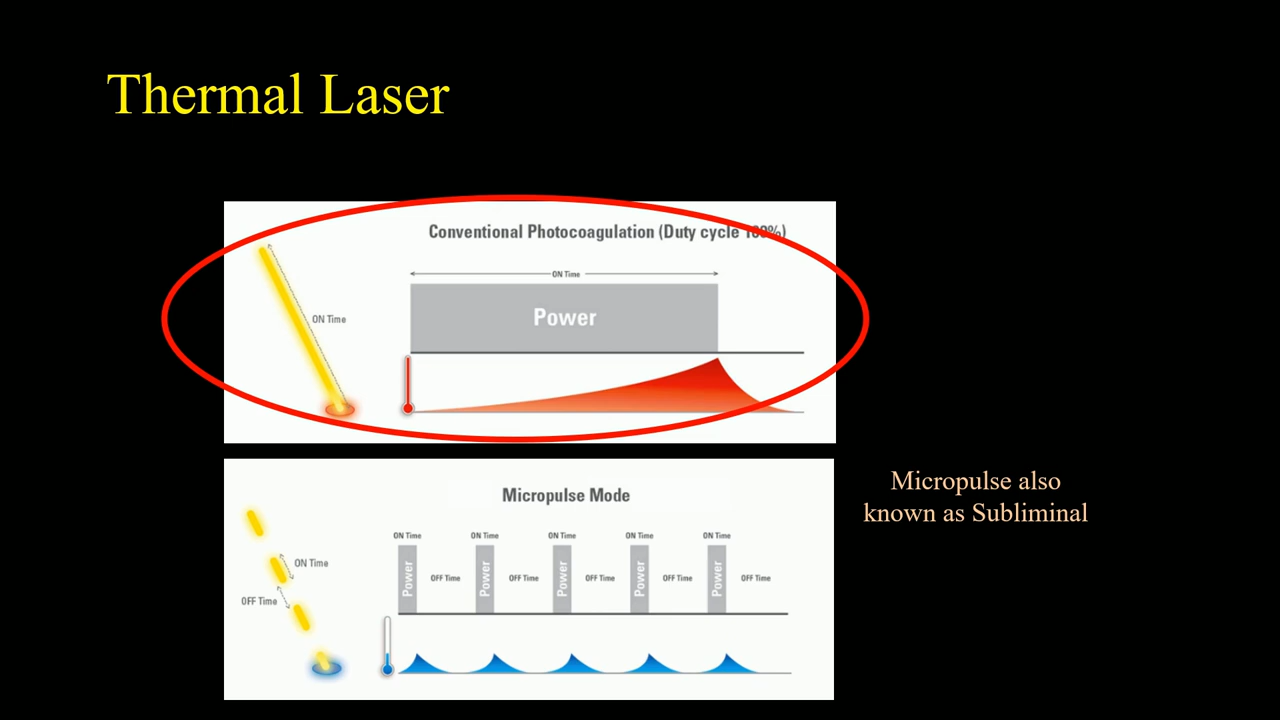 Thermal Laser
Conventional Photocoagulation (Duty cycle 100%)
ON Time
Power
ON Time
Micropulse Mode
Micropulse also
known as Subliminal
ON Time ON Time ON Time ON Time ON Time
Power OFF Time Power OFF Time Power OFF Time Power OFF Time Power OFF Time
ON Time
OFF Time